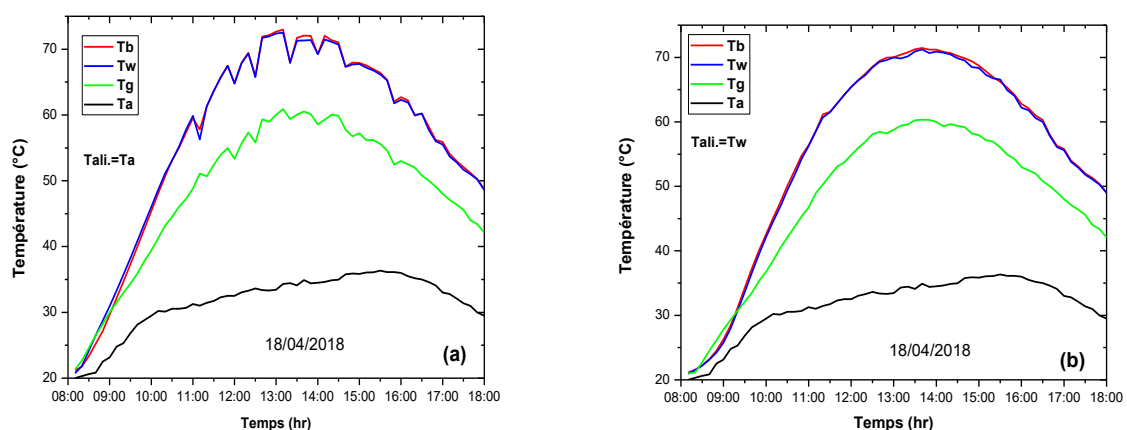 70
60
50
40
30
20
Température (°C)
Tb
Tw
Tg
Ta
Tali.=Ta
18/04/2018
(a)
08:00 09:00 10:00 11:00 12:00 13:00 14:00 15:00 16:00 17:00 18:00
Temps (hr)
70
60
50
40
30
20
Température (°C)
Tb
Tw
Tg
Ta
Tali.=Tw
18/04/2018
(b)
08:00 09:00 10:00 11:00 12:00 13:00 14:00 15:00 16:00 17:00 18:00
Temps (hr)